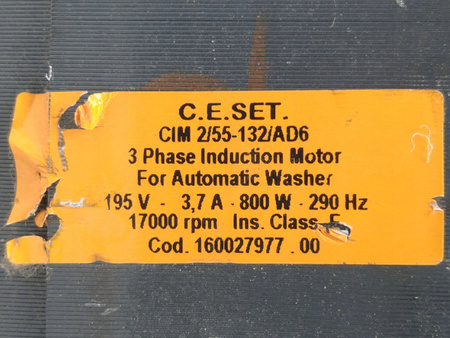 C.E.SET.
CIM 2/55-132/AD6
3 Phase Induction Motor
For Automatic Washer
195 V - 3,7 A - 800 W - 290 Hz
17000 rpm Ins. Class. F
Cod. 160027977 . 00